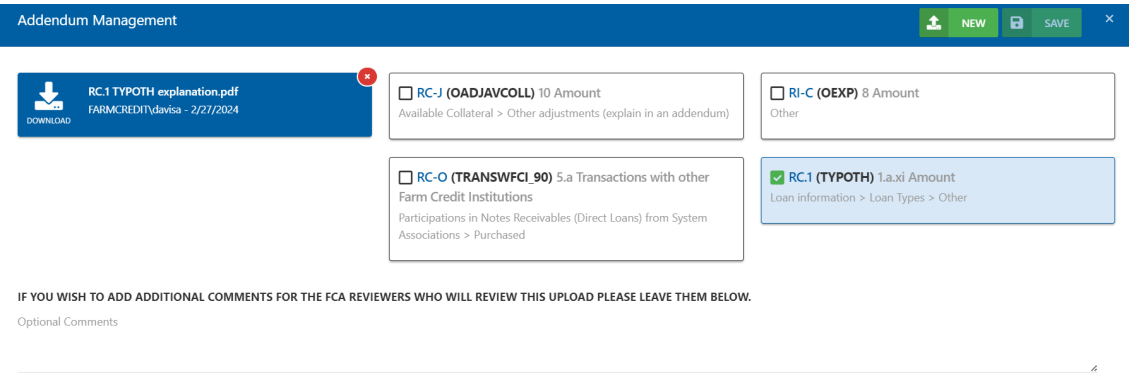 Addendum Management
NEW
SAVE
RC.1 TYPOTH explanation.pdf
FARMCREDIT\davisa - 2/27/2024
DOWNLOAD
RC-J (OADJAVCOLL) 10 Amount
Available Collateral > Other adjustments (explain in an addendum)
RI-C (OEXP) 8 Amount
Other
RC-O (TRANSWFCI_90) 5.a Transactions with other
Farm Credit Institutions
Participations in Notes Receivables (Direct Loans) from System
Associations > Purchased
RC.1 (TYPOTH) 1.a.xi Amount
Loan information > Loan Types > Other
IF YOU WISH TO ADD ADDITIONAL COMMENTS FOR THE FCA REVIEWERS WHO WILL REVIEW THIS UPLOAD PLEASE LEAVE THEM BELOW.
Optional Comments